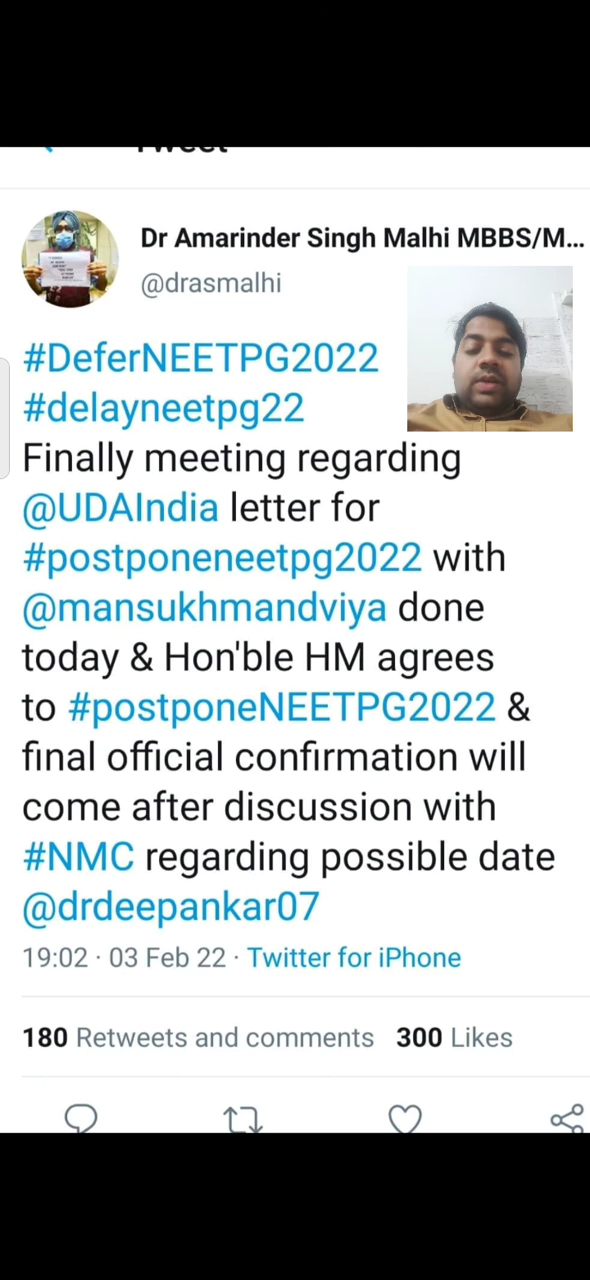 Tweet
Dr Amarinder Singh Malhi MBBS/M...
@drasmalhi
#DeferNEETPG2022
#delayneetpg22
Finally meeting regarding
@UDAIndia letter for
#postponeneetpg2022 with
@mansukhmandviya done
today & Hon'ble HM agrees
to #postponeNEETPG2022 &
final official confirmation will
come after discussion with
#NMC regarding possible date
@drdeepankar07
19:02 · 03 Feb 22 · Twitter for iPhone
180 Retweets and comments 300 Likes